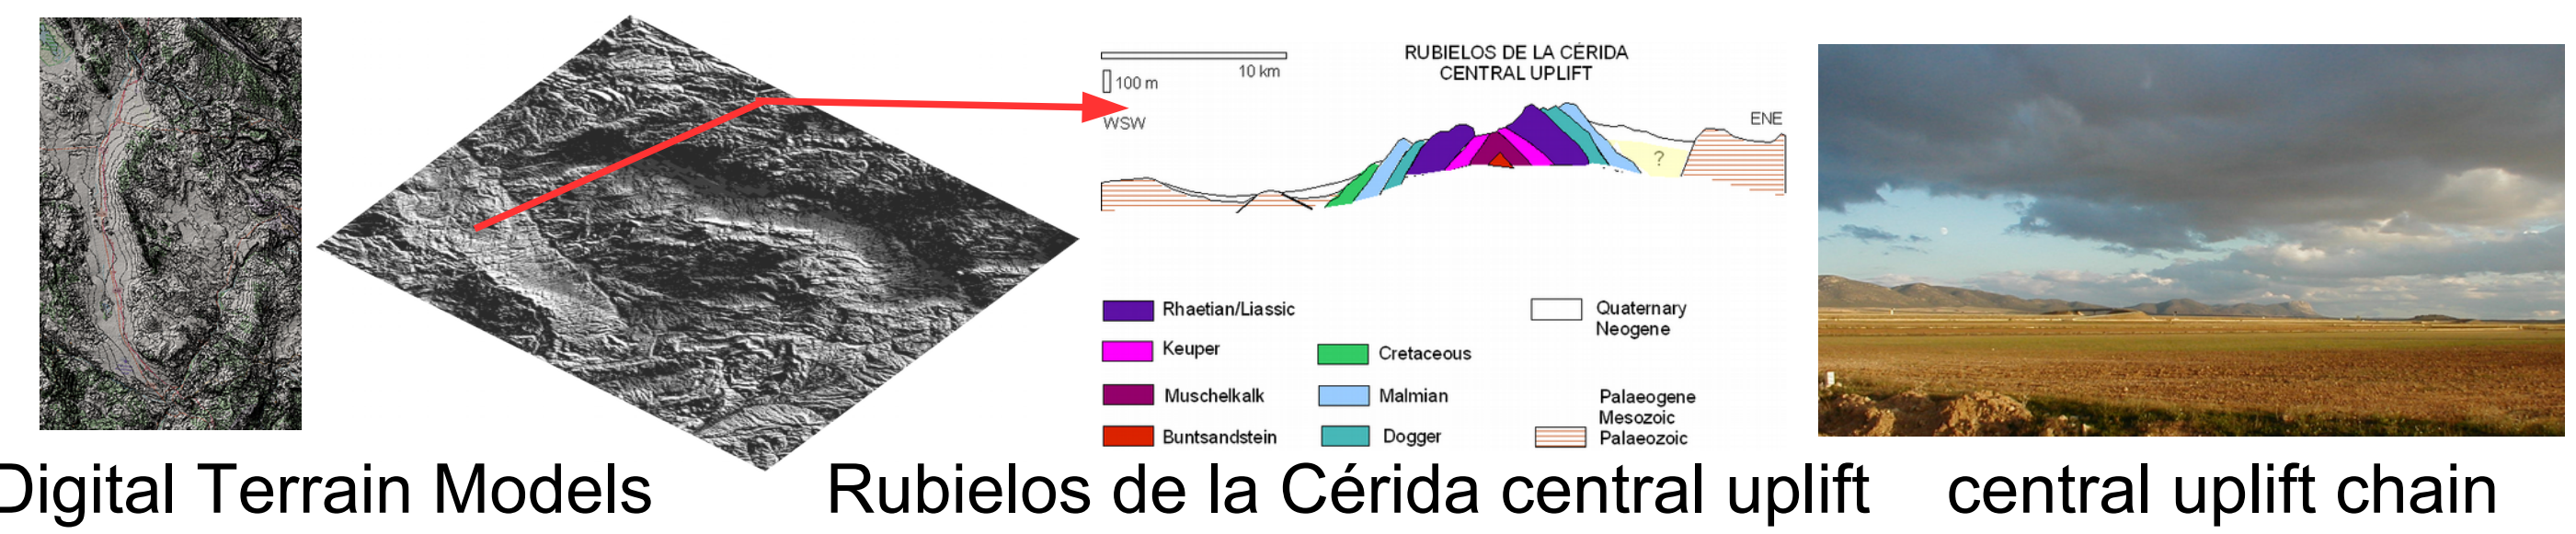 10 km
100 m
RUBIELOS DE LA CÉRIDA
CENTRAL UPLIFT
WSW
ENE
?
Rhaetian/Liassic
Keuper
Muschelkalk
Buntsandstein
Cretaceous
Malmian
Dogger
Quaternary
Neogene
Palaeogene
Mesozoic
Palaeozoic
Digital Terrain Models
Rubielos de la Cérida central uplift
central uplift chain